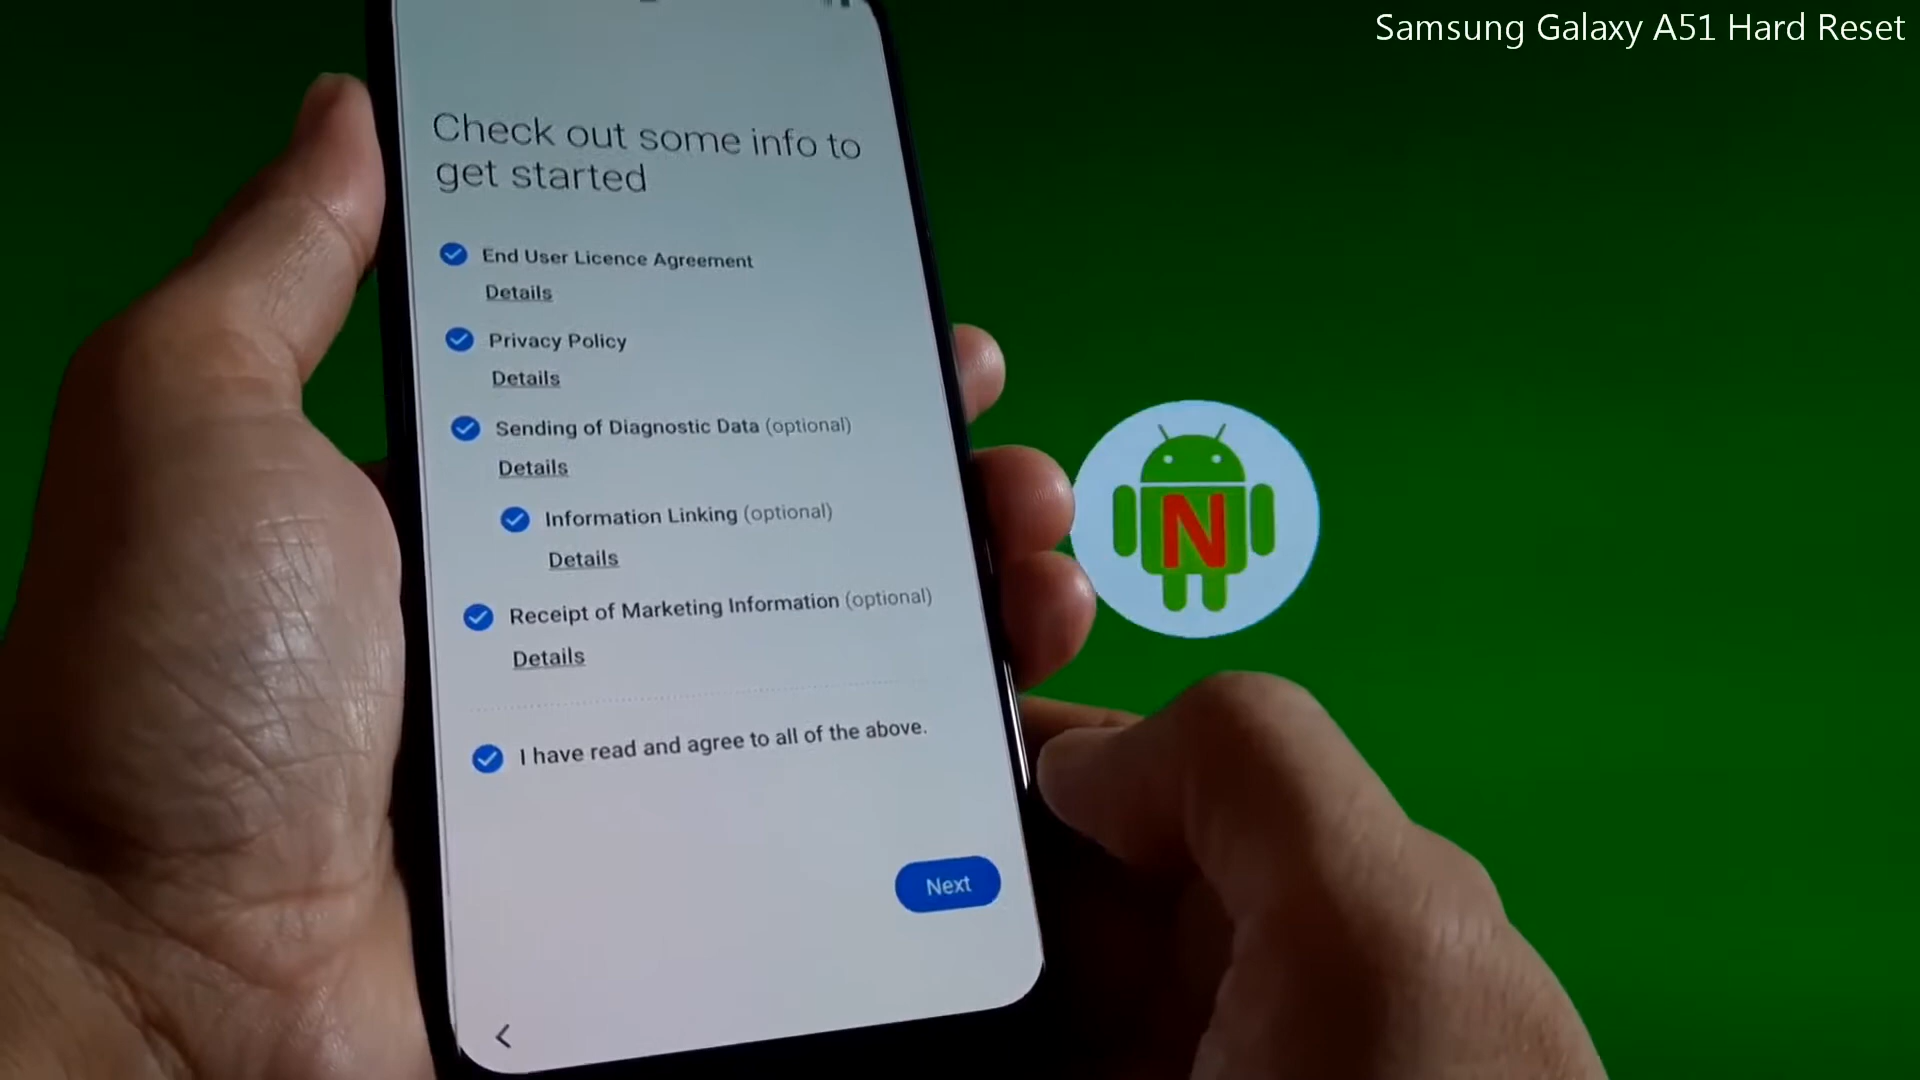 Samsung Galaxy A51 Hard Reset
Check out some info to
get started
End User Licence Agreement
Details
Privacy Policy
Details
Sending of Diagnostic Data (optional)
Details
Information Linking (optional)
Details
Receipt of Marketing Information (optional)
Details
I have read and agree to all of the above.
Next
N